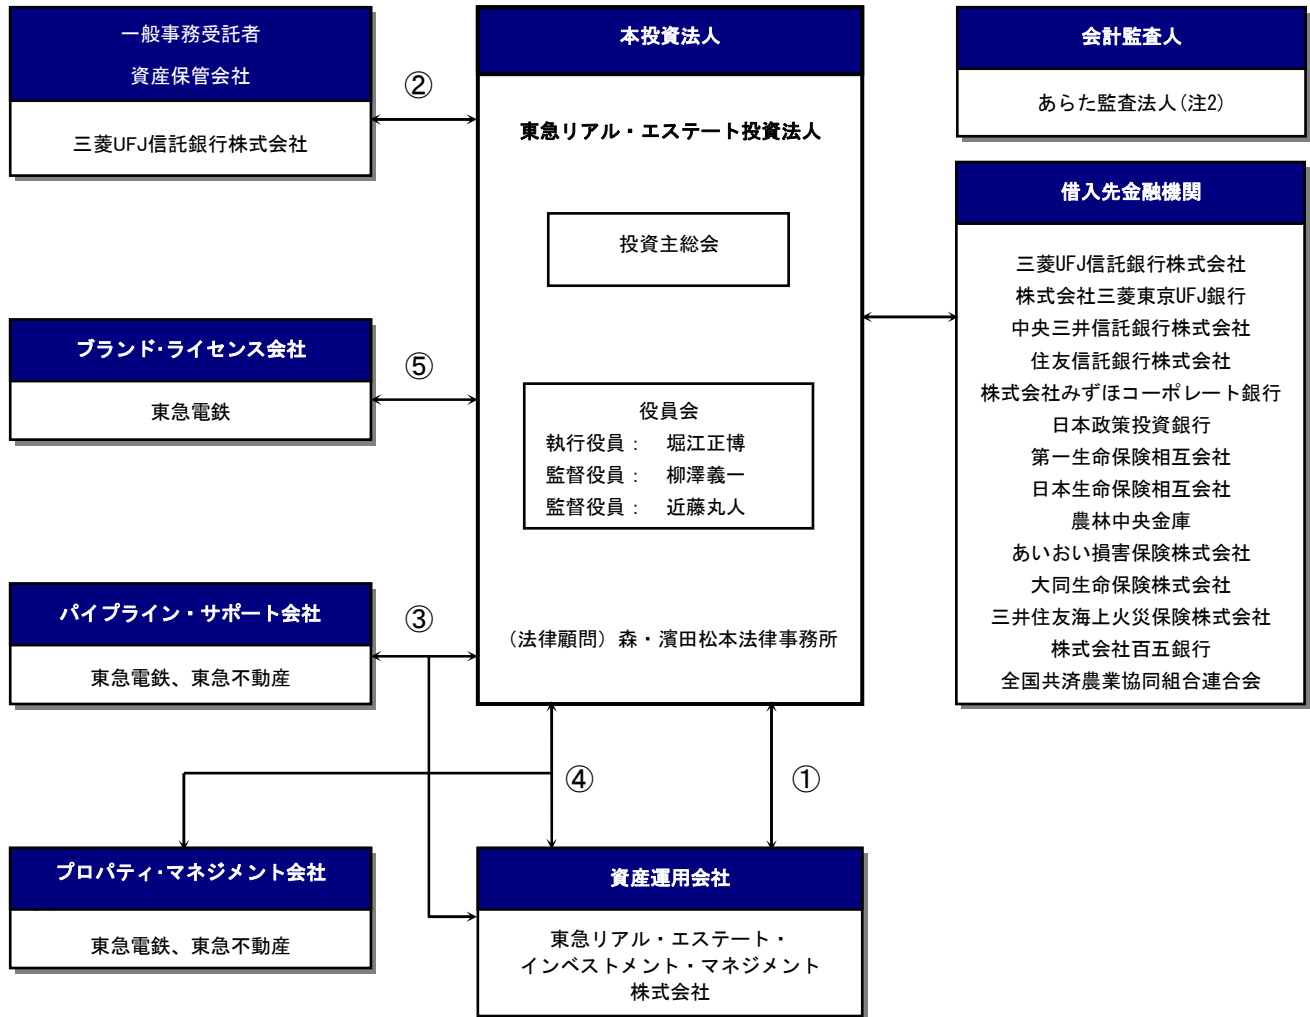 一般事務受託者
資産保管会社
三菱UFJ信託銀行株式会社
②
本投資法人
東急リアル・エステート投資法人
投資主総会
役員会
執行役員： 堀江正博
監督役員： 柳澤義一
監督役員： 近藤丸人
(法律顧問) 森・濱田松本法律事務所
会計監査人
あらた監査法人(注2)
借入先金融機関
三菱UFJ信託銀行株式会社
株式会社三菱東京UFJ銀行
中央三井信託銀行株式会社
住友信託銀行株式会社
株式会社みずほコーポレート銀行
日本政策投資銀行
第一生命保険相互会社
日本生命保険相互会社
農林中央金庫
あいおい損害保険株式会社
大同生命保険株式会社
三井住友海上火災保険株式会社
株式会社百五銀行
全国共済農業協同組合連合会
ブランド・ライセンス会社
東急電鉄
⑤
パイプライン・サポート会社
東急電鉄、東急不動産
③
④
①
プロパティ・マネジメント会社
東急電鉄、東急不動産
資産運用会社
東急リアル・エステート・
インベストメント・マネジメント
株式会社